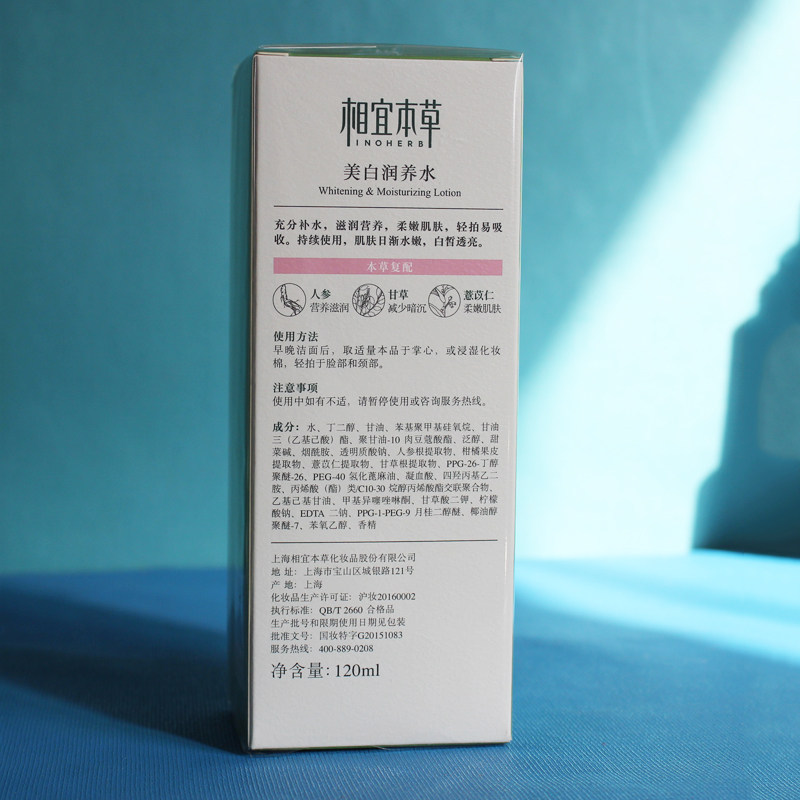 相宜本草
INOHERB
美白润养水
Whitening & Moisturizing Lotion
充分补水，滋润营养，柔嫩肌肤，轻拍易吸
收。持续使用，肌肤日渐水嫩，白皙透亮。
本草复配
人参
营养滋润
甘草
减少暗沉
薏苡仁
柔嫩肌肤
使用方法
早晚洁面后，取适量本品于掌心，或浸湿化妆
棉，轻拍于脸部和颈部。
注意事项
使用中如有不适，请暂停使用或咨询服务热线。
成分：水、丁二醇、甘油、苯基聚甲基硅氧烷、甘油
三（乙基己酸）酯、聚甘油-10 肉豆蔻酸酯、泛醇、甜
菜碱、烟酰胺、透明质酸钠、人参根提取物、柑橘果皮
提取物、薏苡仁提取物、甘草根提取物、PPG-26-丁醇
聚醚-26、PEG-40 氢化蓖麻油、凝血酸、四羟丙基乙二
胺、丙烯酸（酯）类/C10-30 烷醇丙烯酸酯交联聚合物、
乙基己基甘油、甲基异噻唑啉酮、甘草酸二钾、柠檬
酸钠、EDTA 二钠、PPG-1-PEG-9 月桂二醇醚、椰油醇
聚醚-7、苯氧乙醇、香精
上海相宜本草化妆品股份有限公司
地 址：上海市宝山区城银路121号
产 地：上海
化妆品生产许可证：沪妆20160002
执行标准：QB/T 2660 合格品
生产批号和限期使用日期见包装
批准文号：国妆特字G20151083
服务热线：400-889-0208
净含量：120ml